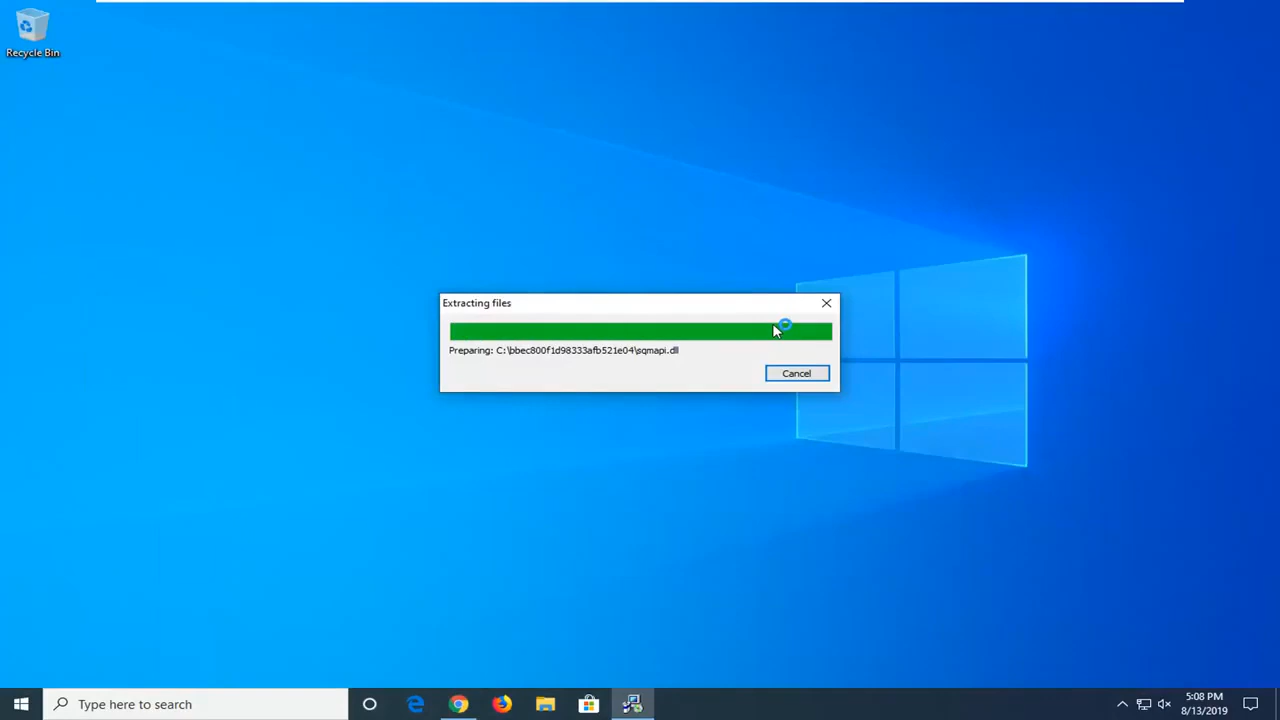 Recycle Bin
Extracting files
Preparing: C:\bbec800f1d98333afb521e04\sqmapi.dll
Cancel
Type here to search
5:08 PM
8/13/2019